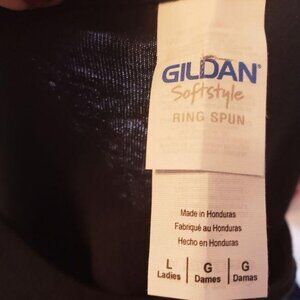 GILDAN®
Softstyle
RING SPUN
Made in Honduras
Fabriqué au Honduras
Hecho en Honduras
L G G
Ladies Dames Damas